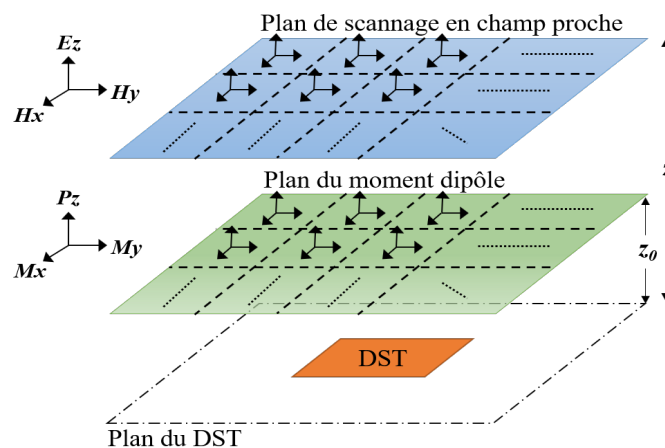 Plan de scannage en champ proche
Ez
Hy
Hx
Plan du moment dipôle
Pz
My
Mx
z0
DST
Plan du DST